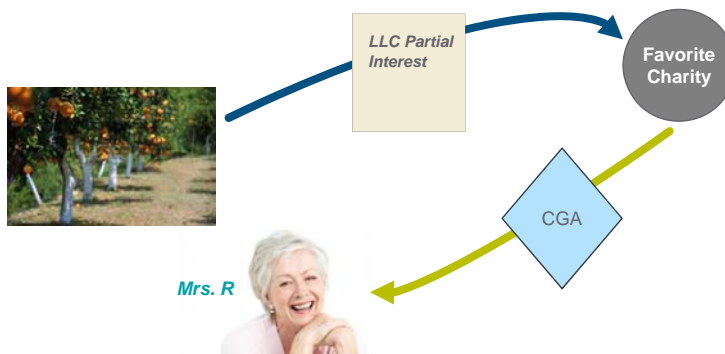 LLC Partial
Interest
Favorite
Charity
CGA
Mrs. R